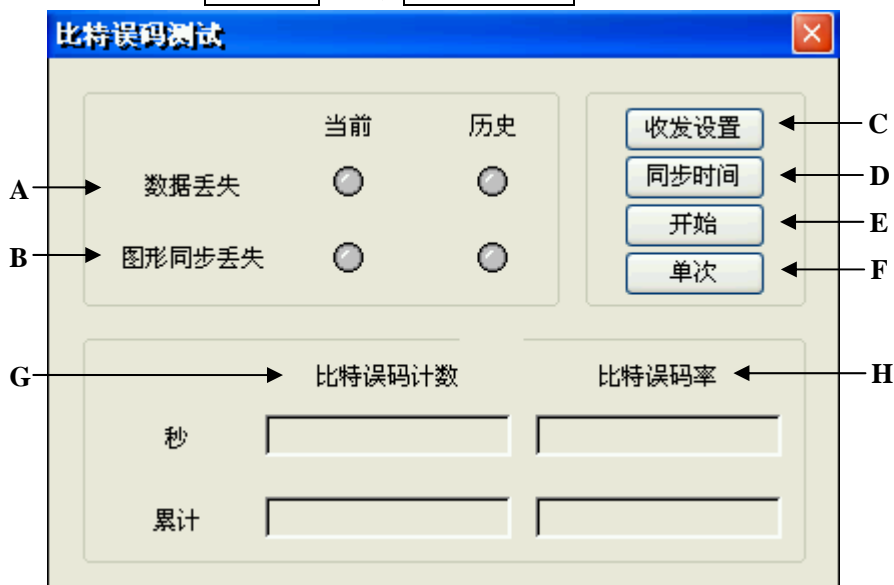 比特误码测试
当前 历史
A 数据丢失
B 图形同步丢失
收发设置 C
同步时间 D
开始 E
单次 F
G 比特误码计数 比特误码率 H
秒
累计